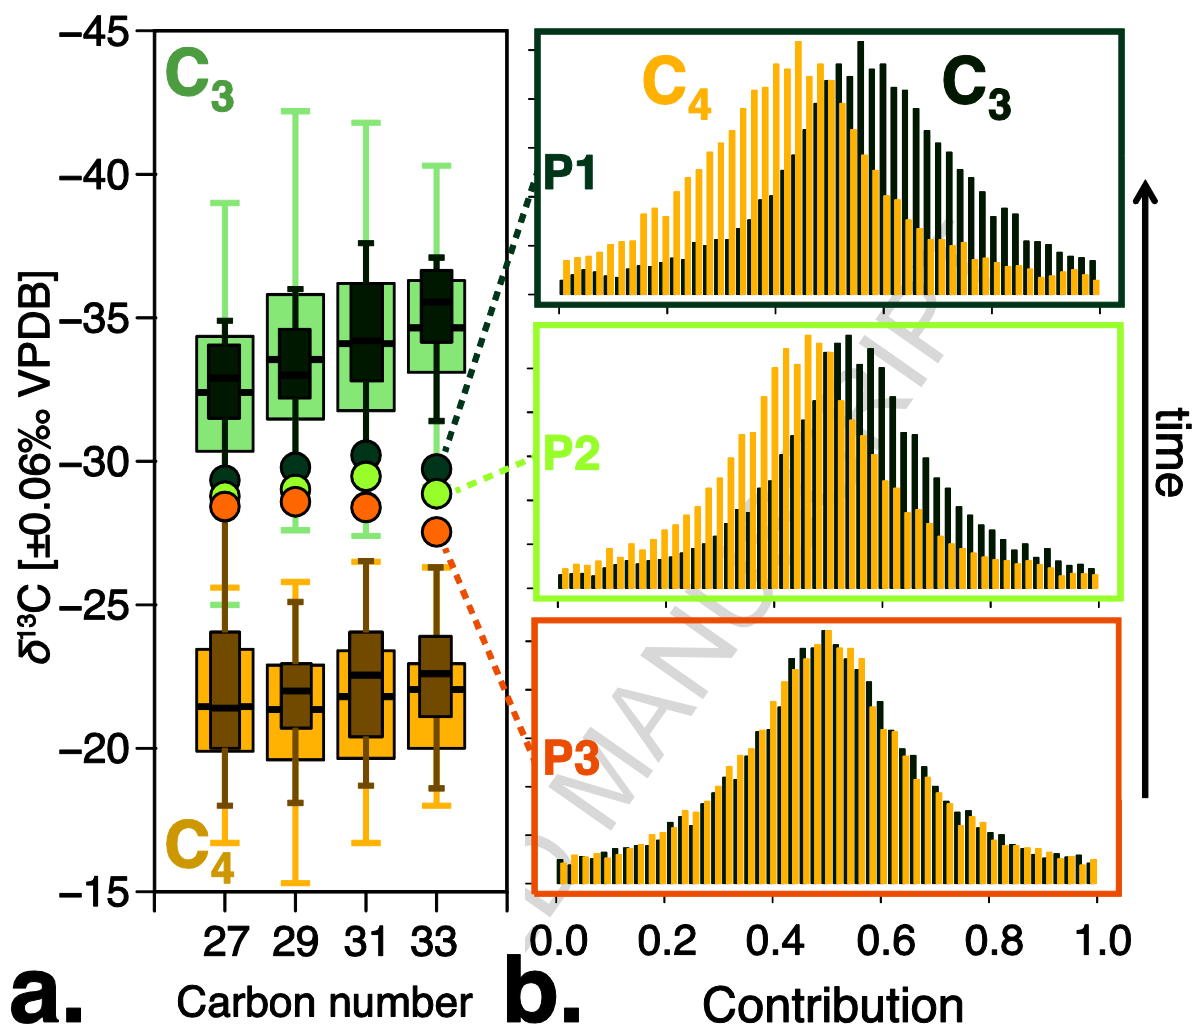 −45
−40
−35
−30
−25
−20
−15
δ¹³C [±0.06‰ VPDB]
C₃
C₄
27 29 31 33
Carbon number
a.
C₄ C₃
P1
P2
P3
0.0 0.2 0.4 0.6 0.8 1.0
Contribution
b.
time